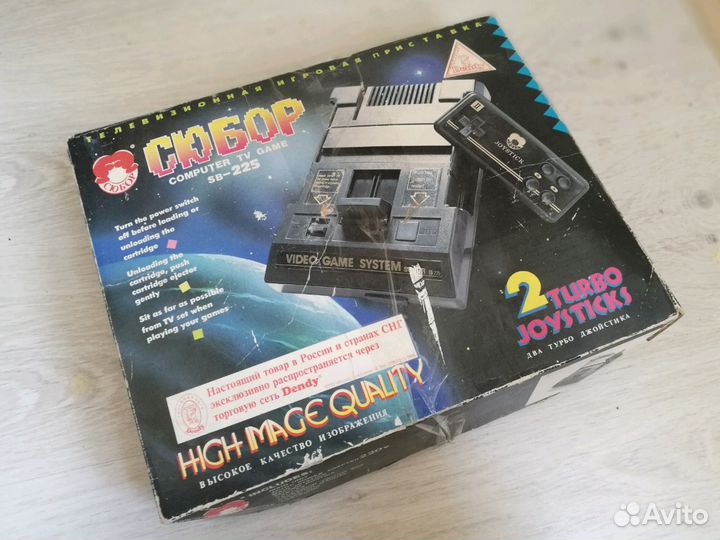 ТЕЛЕВИЗИОННАЯ ИГРОВАЯ ПРИСТАВКА
Dendy
СЮБОР
COMPUTER TV GAME
SB-225
СЮБОР
Turn the power switch
off before loading or
unloading the
cartridge
Unloading the
cartridge, push
cartridge ejector
gently
Sit as far as possible
from TV set when
playing your games
II
JOYSTICK
VIDEO GAME SYSTEM
2 TURBO
JOYSTICKS
ДВА ТУРБО ДЖОЙСТИКА
Настоящий товар в России и странах СНГ
эксклюзивно распространяется через
торговую сеть Dendy
HIGH IMAGE QUALITY
ВЫСОКОЕ КАЧЕСТВО ИЗОБРАЖЕНИЯ
INCLUDES:
Avito